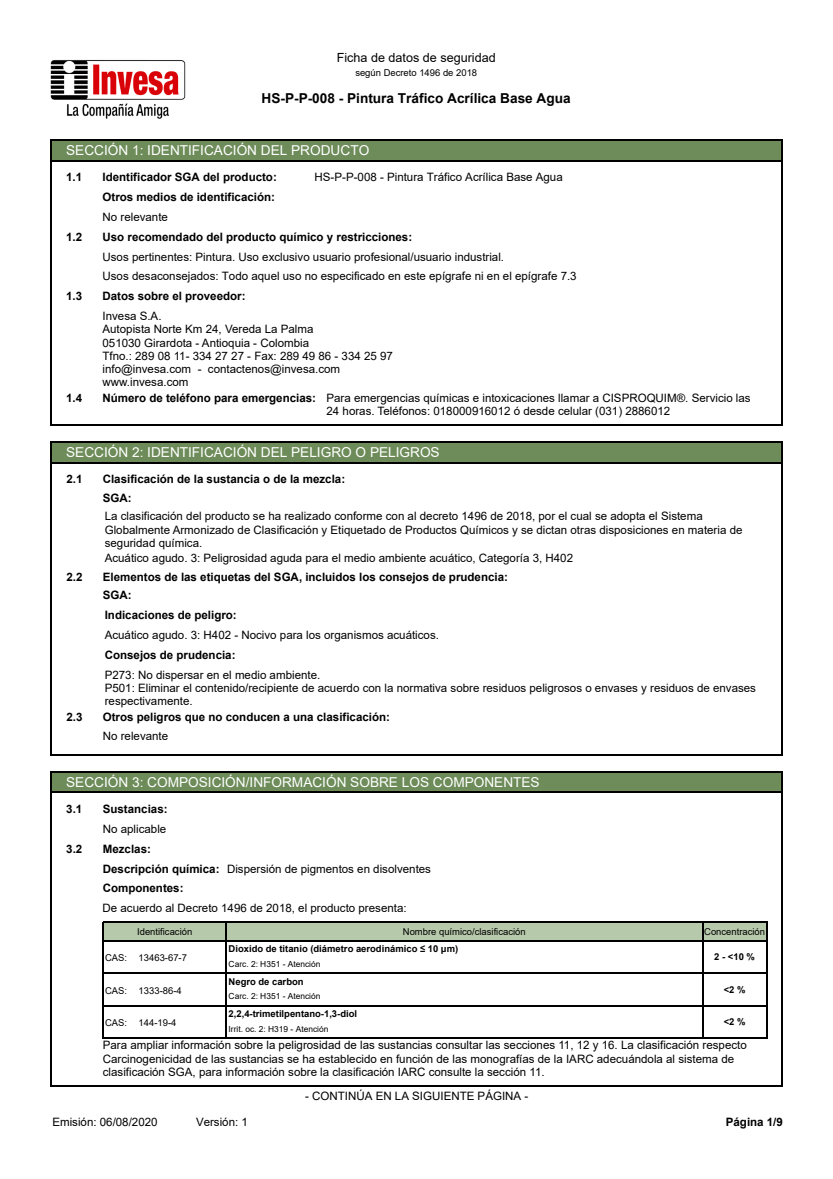 Invesa
La Compañía Amiga
Ficha de datos de seguridad
según Decreto 1496 de 2018
HS-P-P-008 - Pintura Tráfico Acrílica Base Agua
SECCIÓN 1: IDENTIFICACIÓN DEL PRODUCTO
1.1 Identificador SGA del producto: HS-P-P-008 - Pintura Tráfico Acrílica Base Agua
Otros medios de identificación:
No relevante
1.2 Uso recomendado del producto químico y restricciones:
Usos pertinentes: Pintura. Uso exclusivo usuario profesional/usuario industrial.
Usos desaconsejados: Todo aquel uso no especificado en este epígrafe ni en el epígrafe 7.3
1.3 Datos sobre el proveedor:
Invesa S.A.
Autopista Norte Km 24, Vereda La Palma
051030 Girardota - Antioquia - Colombia
Tfno.: 289 08 11- 334 27 27 - Fax: 289 49 86 - 334 25 97
info@invesa.com - contactenos@invesa.com
www.invesa.com
1.4 Número de teléfono para emergencias: Para emergencias químicas e intoxicaciones llamar a CISPROQUIM®. Servicio las
24 horas. Teléfonos: 018000916012 ó desde celular (031) 2886012
SECCIÓN 2: IDENTIFICACIÓN DEL PELIGRO O PELIGROS
2.1 Clasificación de la sustancia o de la mezcla:
SGA:
La clasificación del producto se ha realizado conforme con al decreto 1496 de 2018, por el cual se adopta el Sistema
Globalmente Armonizado de Clasificación y Etiquetado de Productos Químicos y se dictan otras disposiciones en materia de
seguridad química.
Acuático agudo. 3: Peligrosidad aguda para el medio ambiente acuático, Categoría 3, H402
2.2 Elementos de las etiquetas del SGA, incluidos los consejos de prudencia:
SGA:
Indicaciones de peligro:
Acuático agudo. 3: H402 - Nocivo para los organismos acuáticos.
Consejos de prudencia:
P273: No dispersar en el medio ambiente.
P501: Eliminar el contenido/recipiente de acuerdo con la normativa sobre residuos peligrosos o envases y residuos de envases
respectivamente.
2.3 Otros peligros que no conducen a una clasificación:
No relevante
SECCIÓN 3: COMPOSICIÓN/INFORMACIÓN SOBRE LOS COMPONENTES
3.1 Sustancias:
No aplicable
3.2 Mezclas:
Descripción química: Dispersión de pigmentos en disolventes
Componentes:
De acuerdo al Decreto 1496 de 2018, el producto presenta:
Identificación Nombre químico/clasificación Concentración
CAS: 13463-67-7 Dioxido de titanio (diámetro aerodinámico ≤ 10 µm) 2 - <10 %
Carc. 2: H351 - Atención
CAS: 1333-86-4 Negro de carbon <2 %
Carc. 2: H351 - Atención
CAS: 144-19-4 2,2,4-trimetilpentano-1,3-diol <2 %
Irrit. oc. 2: H319 - Atención
Para ampliar información sobre la peligrosidad de las sustancias consultar las secciones 11, 12 y 16. La clasificación respecto
Carcinogenicidad de las sustancias se ha establecido en función de las monografías de la IARC adecuándola al sistema de
clasificación SGA, para información sobre la clasificación IARC consulte la sección 11.
- CONTINÚA EN LA SIGUIENTE PÁGINA -
Emisión: 06/08/2020 Versión: 1 Página 1/9